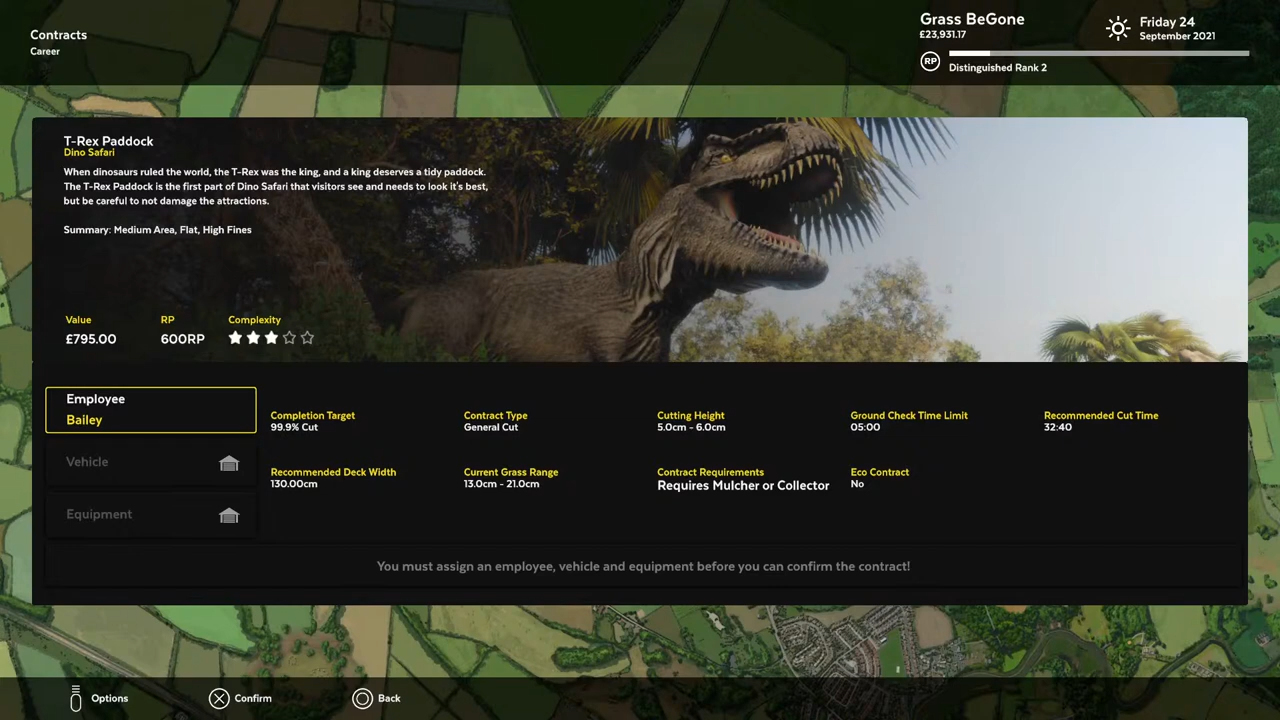 Contracts
Career
Grass BeGone
£23,931.17
Friday 24
September 2021
RP
Distinguished Rank 2
T-Rex Paddock
Dino Safari
When dinosaurs ruled the world, the T-Rex was the king, and a king deserves a tidy paddock.
The T-Rex Paddock is the first part of Dino Safari that visitors see and needs to look it's best,
but be careful to not damage the attractions.
Summary: Medium Area, Flat, High Fines
Value
RP
Complexity
£795.00
600RP
Employee
Bailey
Vehicle
Equipment
Completion Target
99.9% Cut
Contract Type
General Cut
Cutting Height
5.0cm - 6.0cm
Ground Check Time Limit
05:00
Recommended Cut Time
32:40
Recommended Deck Width
130.00cm
Current Grass Range
13.0cm - 21.0cm
Contract Requirements
Requires Mulcher or Collector
Eco Contract
No
You must assign an employee, vehicle and equipment before you can confirm the contract!
Options
Confirm
Back